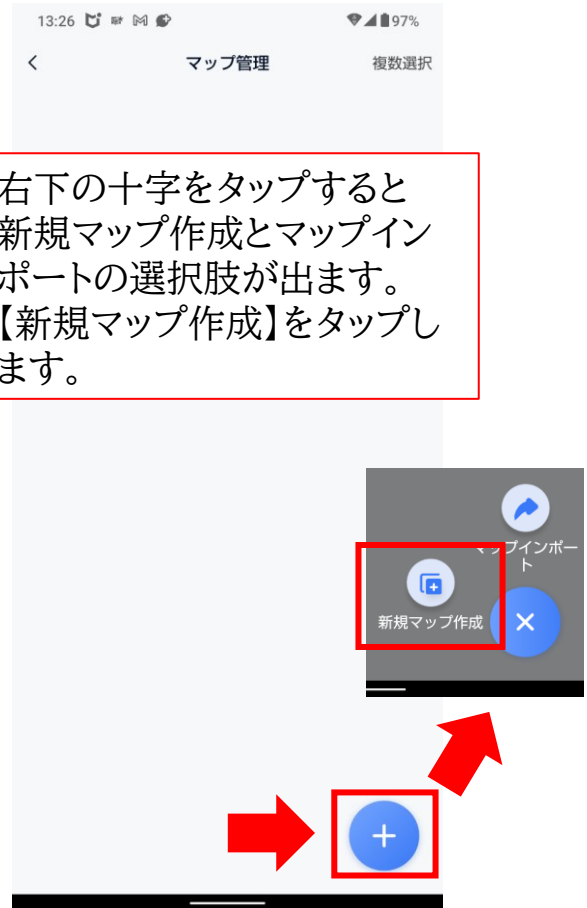 13:26
97%
マップ管理
複数選択
右下の十字をタップすると
新規マップ作成とマップイン
ポートの選択肢が出ます。
【新規マップ作成】をタップし
ます。
マップインポー
ト
新規マップ作成